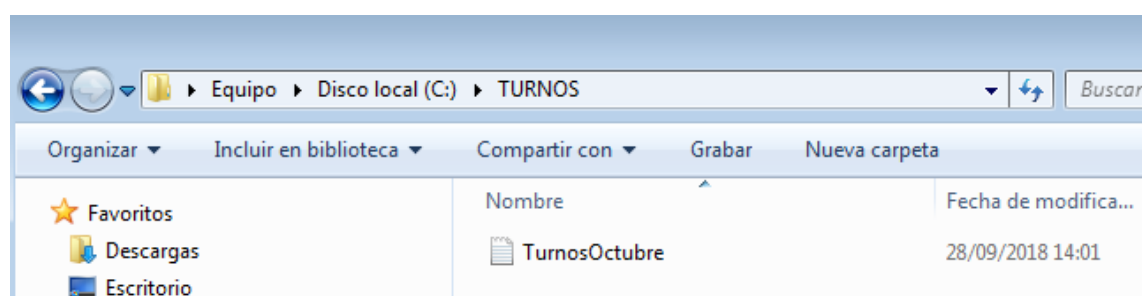 Equipo Disco local (C:) TURNOS Buscar
Organizar Incluir en biblioteca Compartir con Grabar Nueva carpeta
Nombre Fecha de modifica...
Favoritos
Descargas TurnosOctubre 28/09/2018 14:01
Escritorio